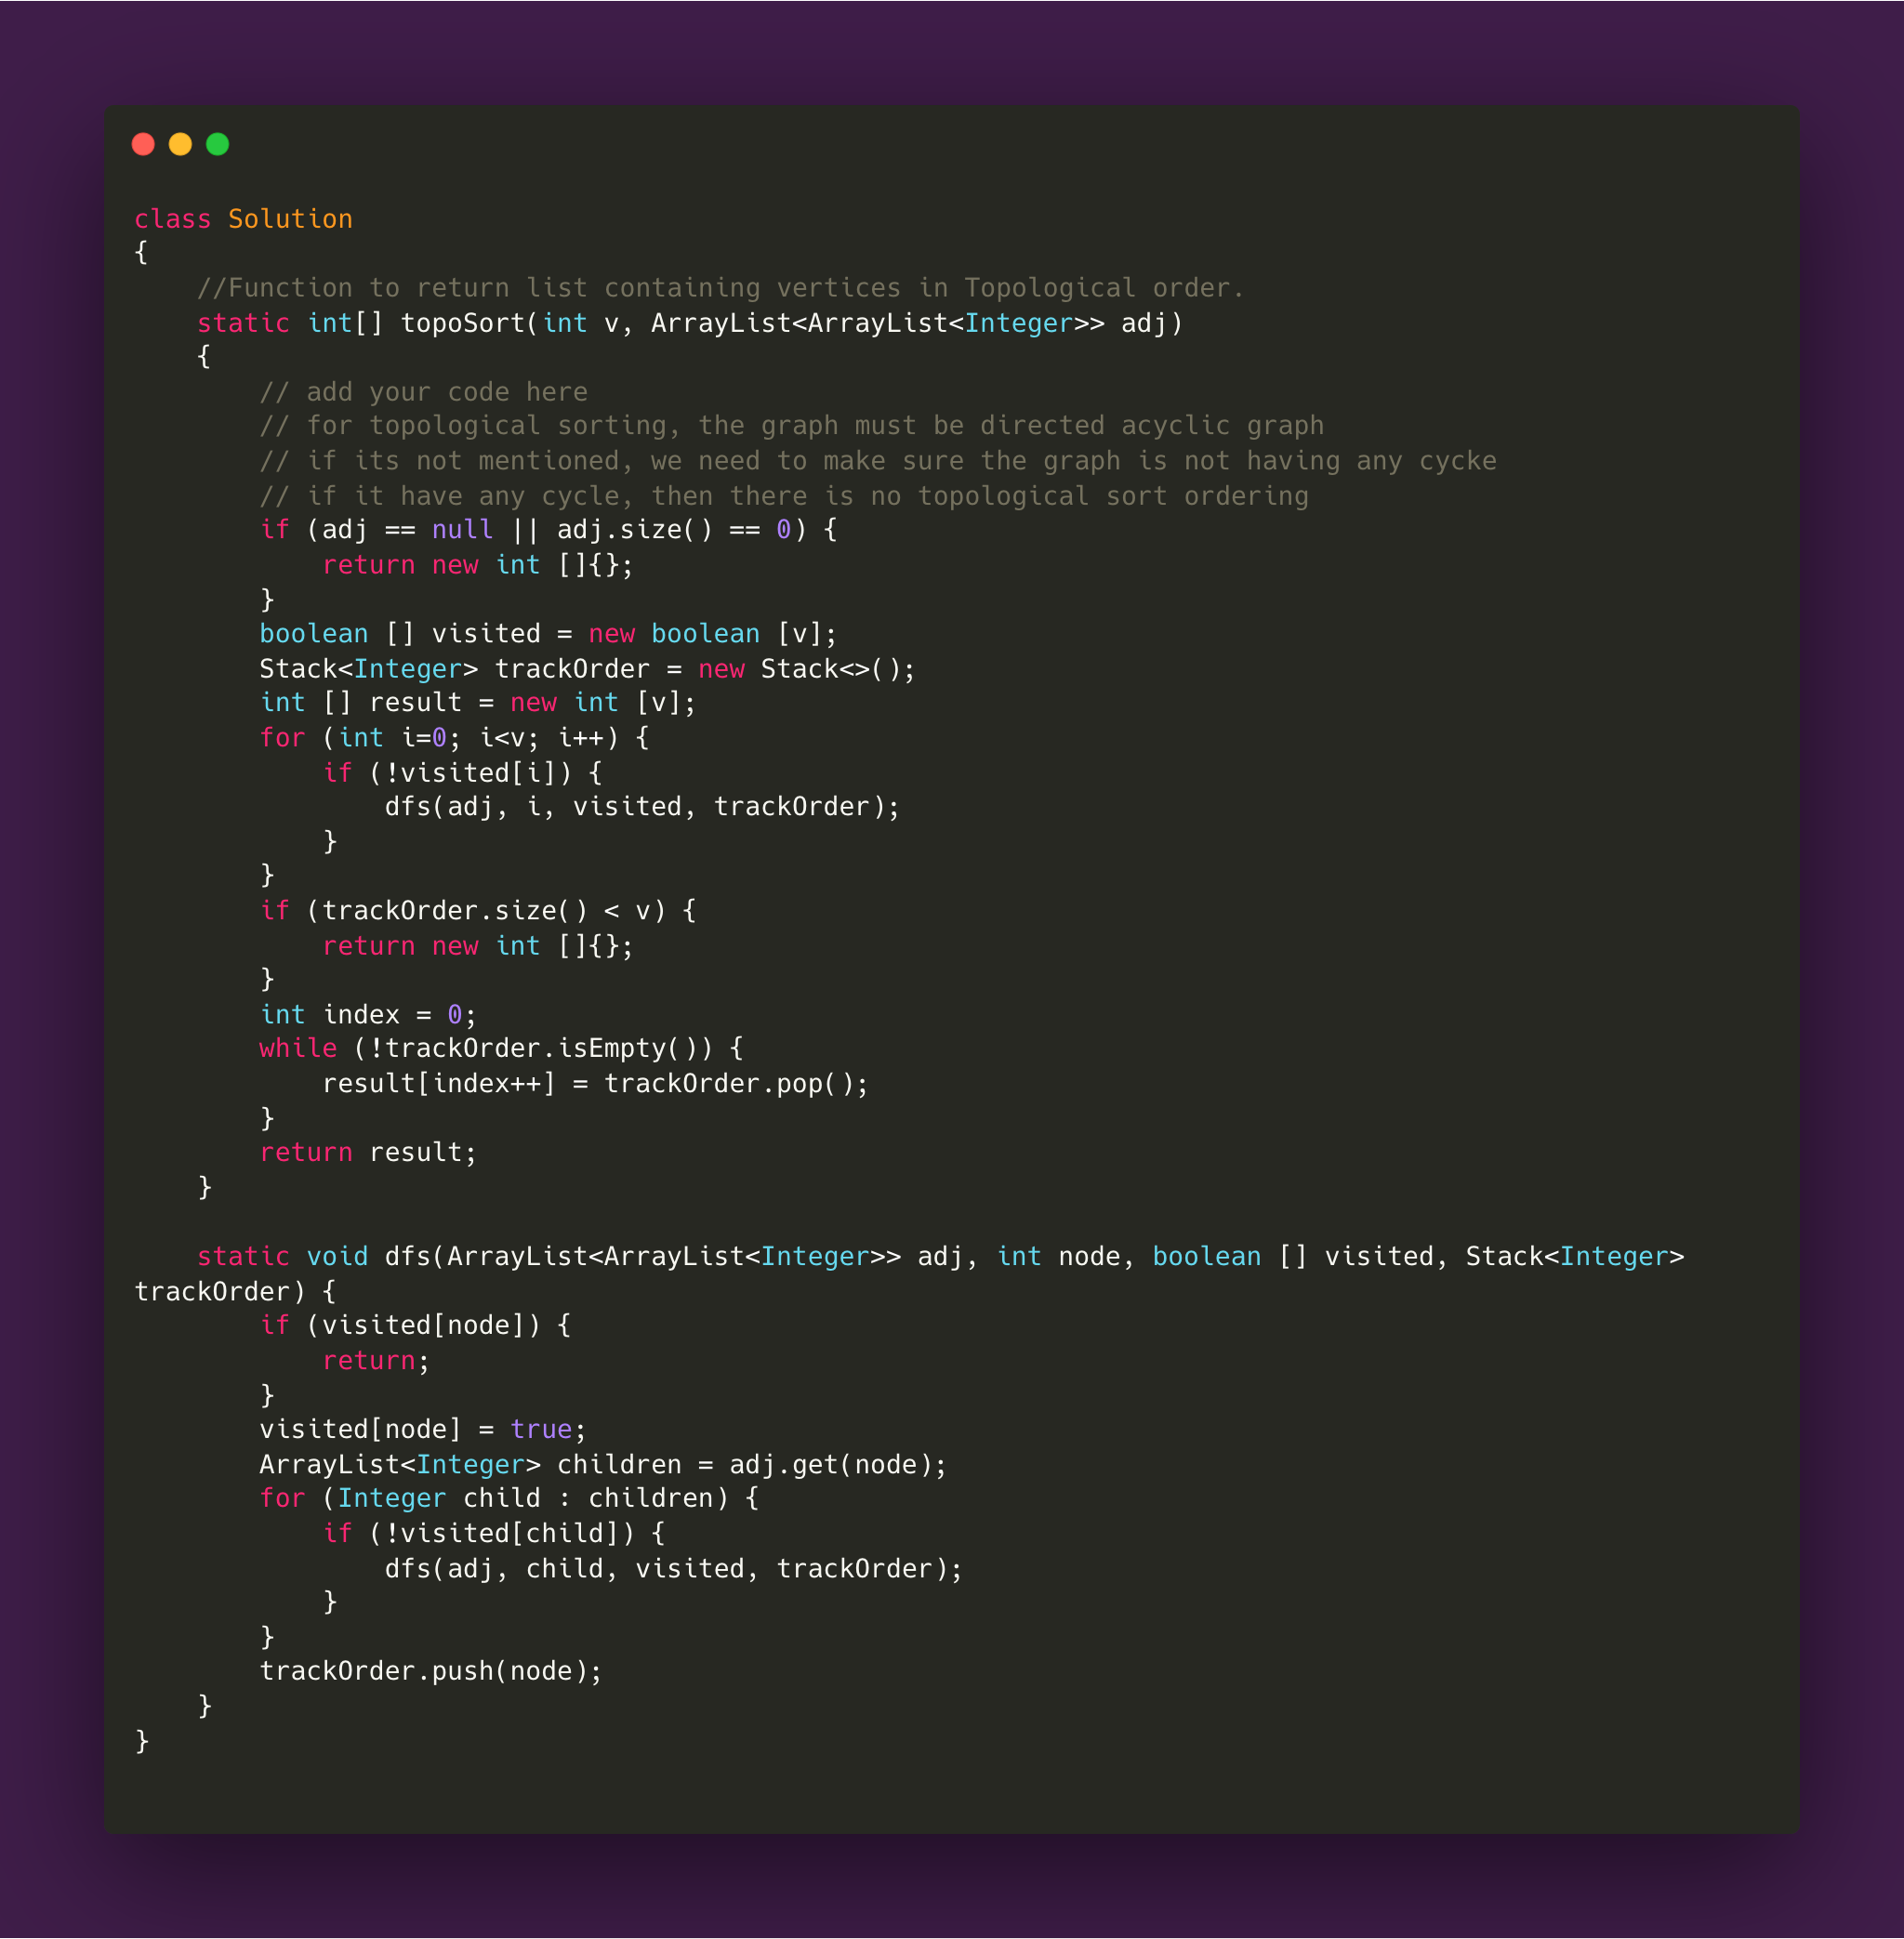 class Solution
{
    //Function to return list containing vertices in Topological order.
    static int[] topoSort(int v, ArrayList<ArrayList<Integer>> adj)
    {
        // add your code here
        // for topological sorting, the graph must be directed acyclic graph
        // if its not mentioned, we need to make sure the graph is not having any cycke
        // if it have any cycle, then there is no topological sort ordering
        if (adj == null || adj.size() == 0) {
            return new int []{};
        }
        boolean [] visited = new boolean [v];
        Stack<Integer> trackOrder = new Stack<>();
        int [] result = new int [v];
        for (int i=0; i<v; i++) {
            if (!visited[i]) {
                dfs(adj, i, visited, trackOrder);
            }
        }
        if (trackOrder.size() < v) {
            return new int []{};
        }
        int index = 0;
        while (!trackOrder.isEmpty()) {
            result[index++] = trackOrder.pop();
        }
        return result;
    }

    static void dfs(ArrayList<ArrayList<Integer>> adj, int node, boolean [] visited, Stack<Integer>
trackOrder) {
        if (visited[node]) {
            return;
        }
        visited[node] = true;
        ArrayList<Integer> children = adj.get(node);
        for (Integer child : children) {
            if (!visited[child]) {
                dfs(adj, child, visited, trackOrder);
            }
        }
        trackOrder.push(node);
    }
}